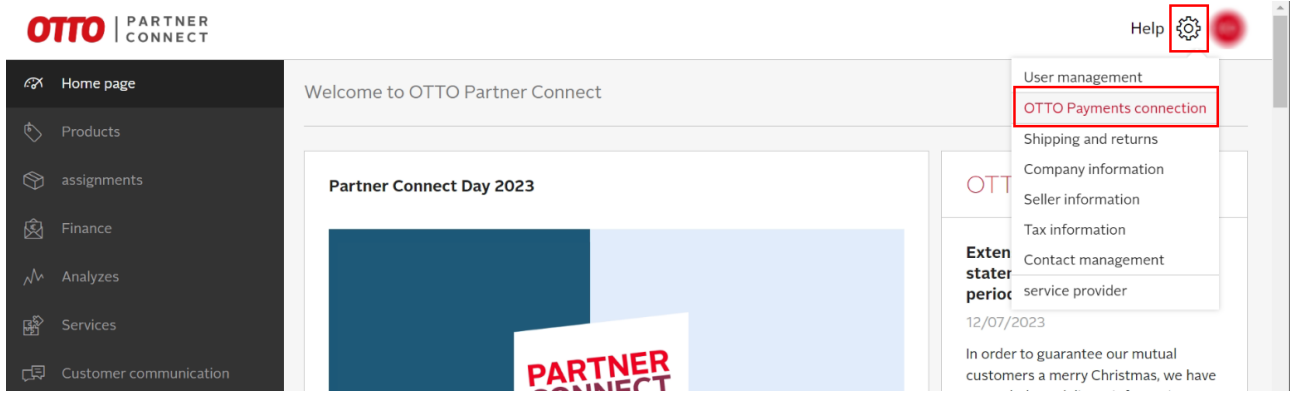 OTTO | PARTNER CONNECT
Help
Home page
Products
assignments
Finance
Analyzes
Services
Customer communication
Welcome to OTTO Partner Connect
Partner Connect Day 2023
PARTNER
CONNECT
User management
OTTO Payments connection
Shipping and returns
Company information
Seller information
Tax information
Contact management
service provider
OTT
Exten
stater
period
12/07/2023
In order to guarantee our mutual
customers a merry Christmas, we have